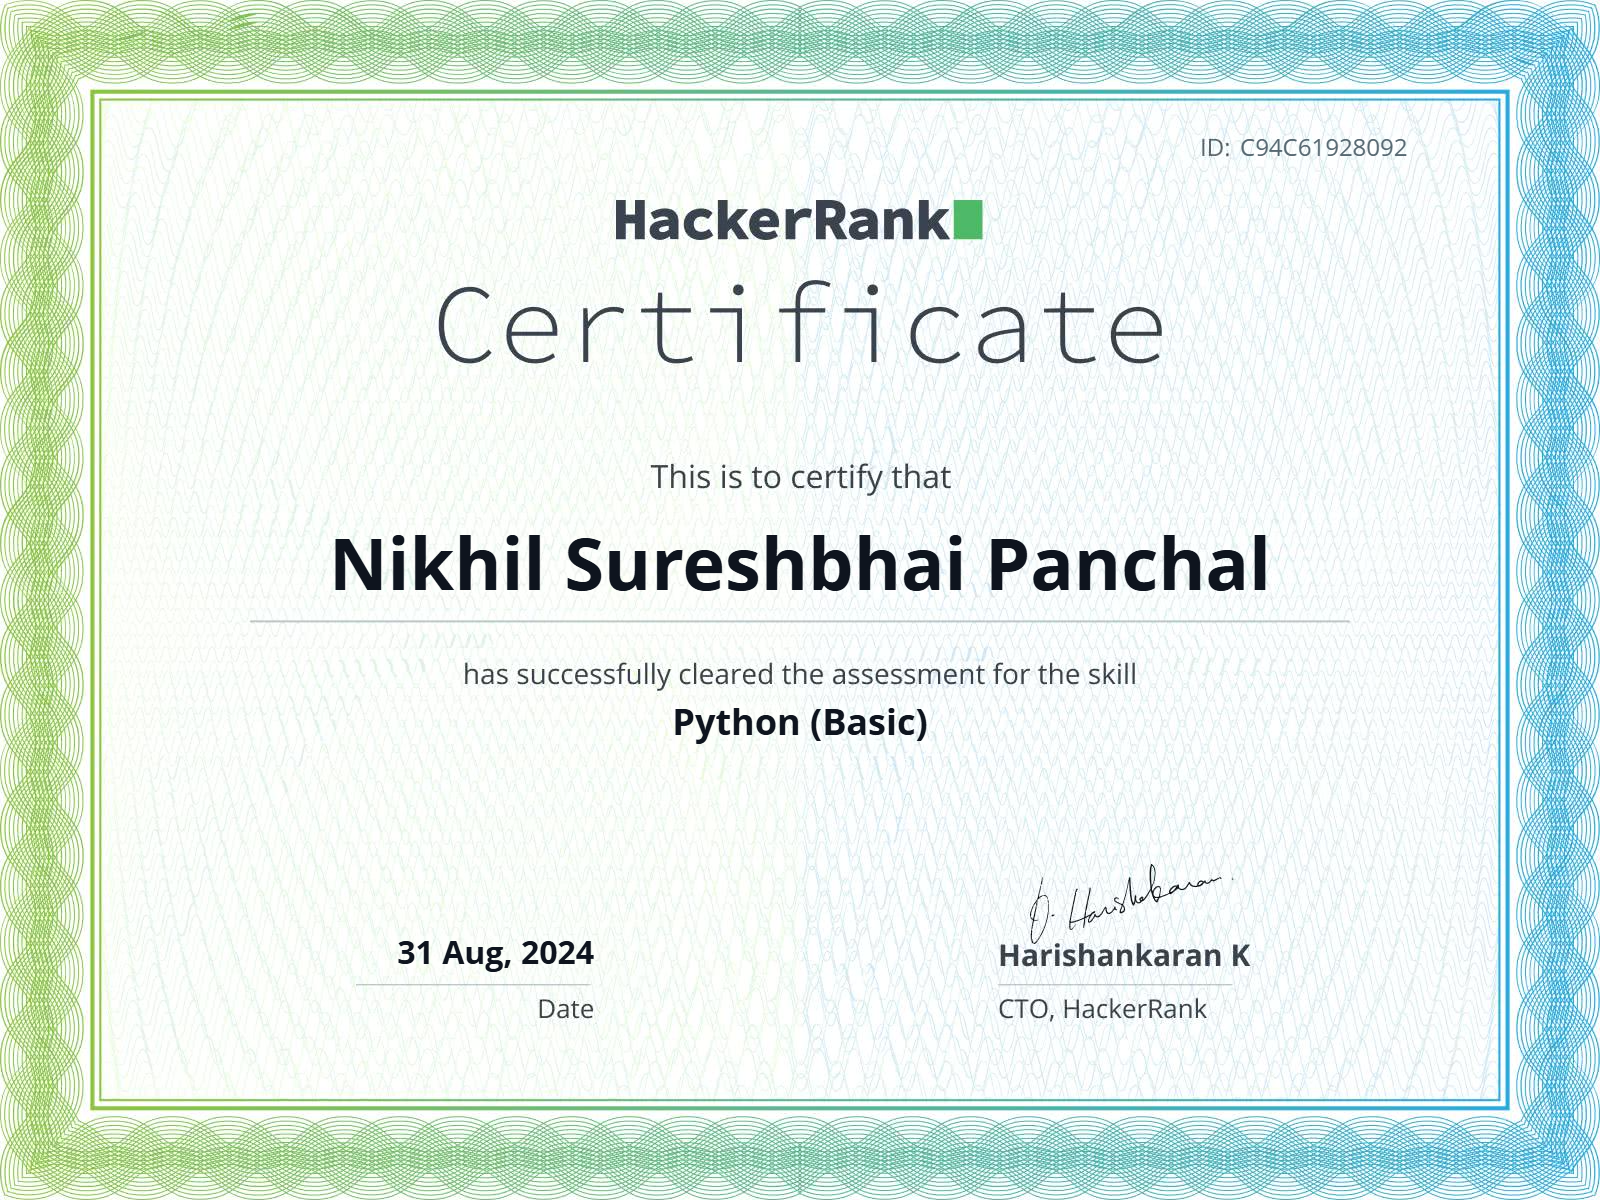 ID: C94C61928092
HackerRank
Certificate
This is to certify that
Nikhil Sureshbhai Panchal
has successfully cleared the assessment for the skill
Python (Basic)
31 Aug, 2024
Date
Harishankaran
Harishankaran K
CTO, HackerRank